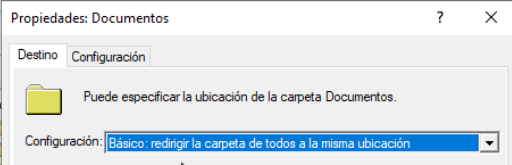 Propiedades: Documentos
Destino Configuración
Puede especificar la ubicación de la carpeta Documentos.
Configuración: Básico: redirigir la carpeta de todos a la misma ubicación